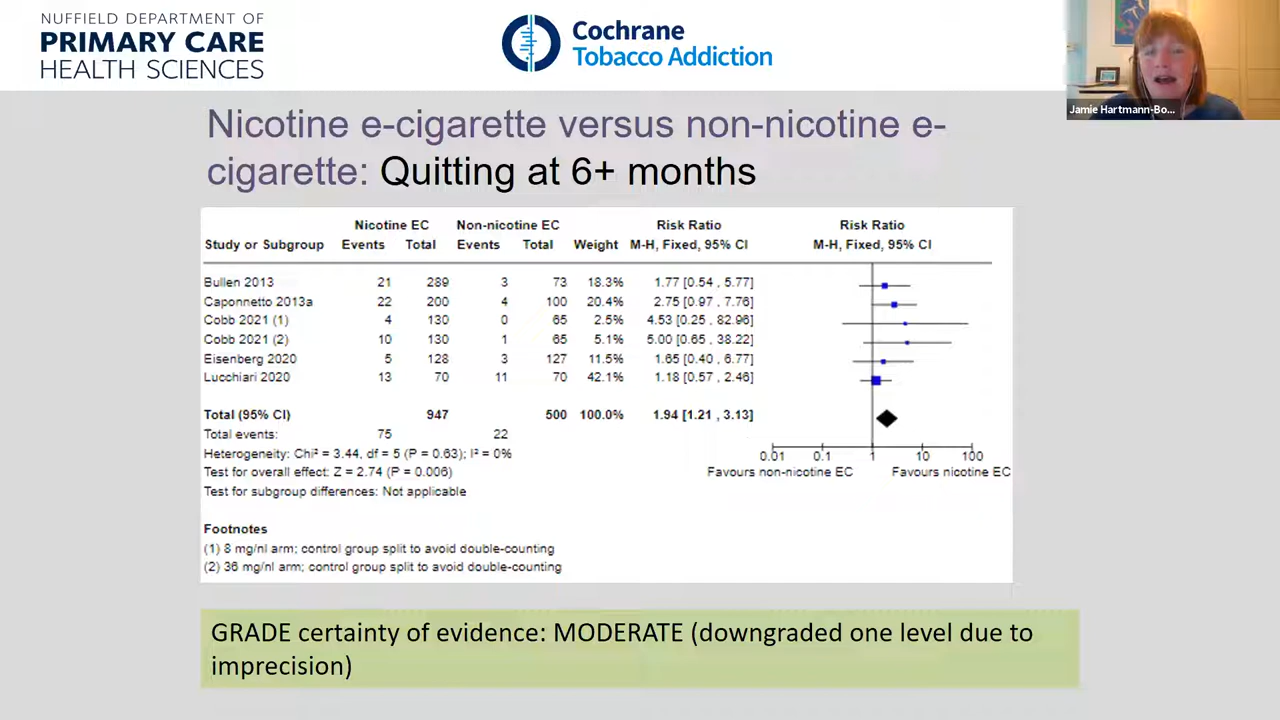 NUFFIELD DEPARTMENT OF
PRIMARY CARE
HEALTH SCIENCES
Cochrane
Tobacco Addiction
Jamie Hartmann-Bo...
Nicotine e-cigarette versus non-nicotine e-
cigarette: Quitting at 6+ months
Nicotine EC Non-nicotine EC Risk Ratio Risk Ratio
Study or Subgroup Events Total Events Total Weight M-H, Fixed, 95% CI M-H, Fixed, 95% CI
Bullen 2013 21 289 3 73 18.3% 1.77 [0.54 , 5.77]
Caponnetto 2013a 22 200 4 100 20.4% 2.75 [0.97 , 7.76]
Cobb 2021 (1) 4 130 0 65 2.5% 4.53 [0.25 , 82.96]
Cobb 2021 (2) 10 130 1 65 5.1% 5.00 [0.65 , 38.22]
Eisenberg 2020 5 128 3 127 11.5% 1.65 [0.40 , 6.77]
Lucchiari 2020 13 70 11 70 42.1% 1.18 [0.57 , 2.46]
Total (95% CI) 947 500 100.0% 1.94 [1.21 , 3.13]
Total events: 75 22
Heterogeneity: Chi² = 3.44, df = 5 (P = 0.63); I² = 0%
Test for overall effect: Z = 2.74 (P = 0.006)
Test for subgroup differences: Not applicable
0.01 0.1 1 10 100
Favours non-nicotine EC Favours nicotine EC
Footnotes
(1) 8 mg/nl arm; control group split to avoid double-counting
(2) 36 mg/nl arm; control group split to avoid double-counting
GRADE certainty of evidence: MODERATE (downgraded one level due to
imprecision)